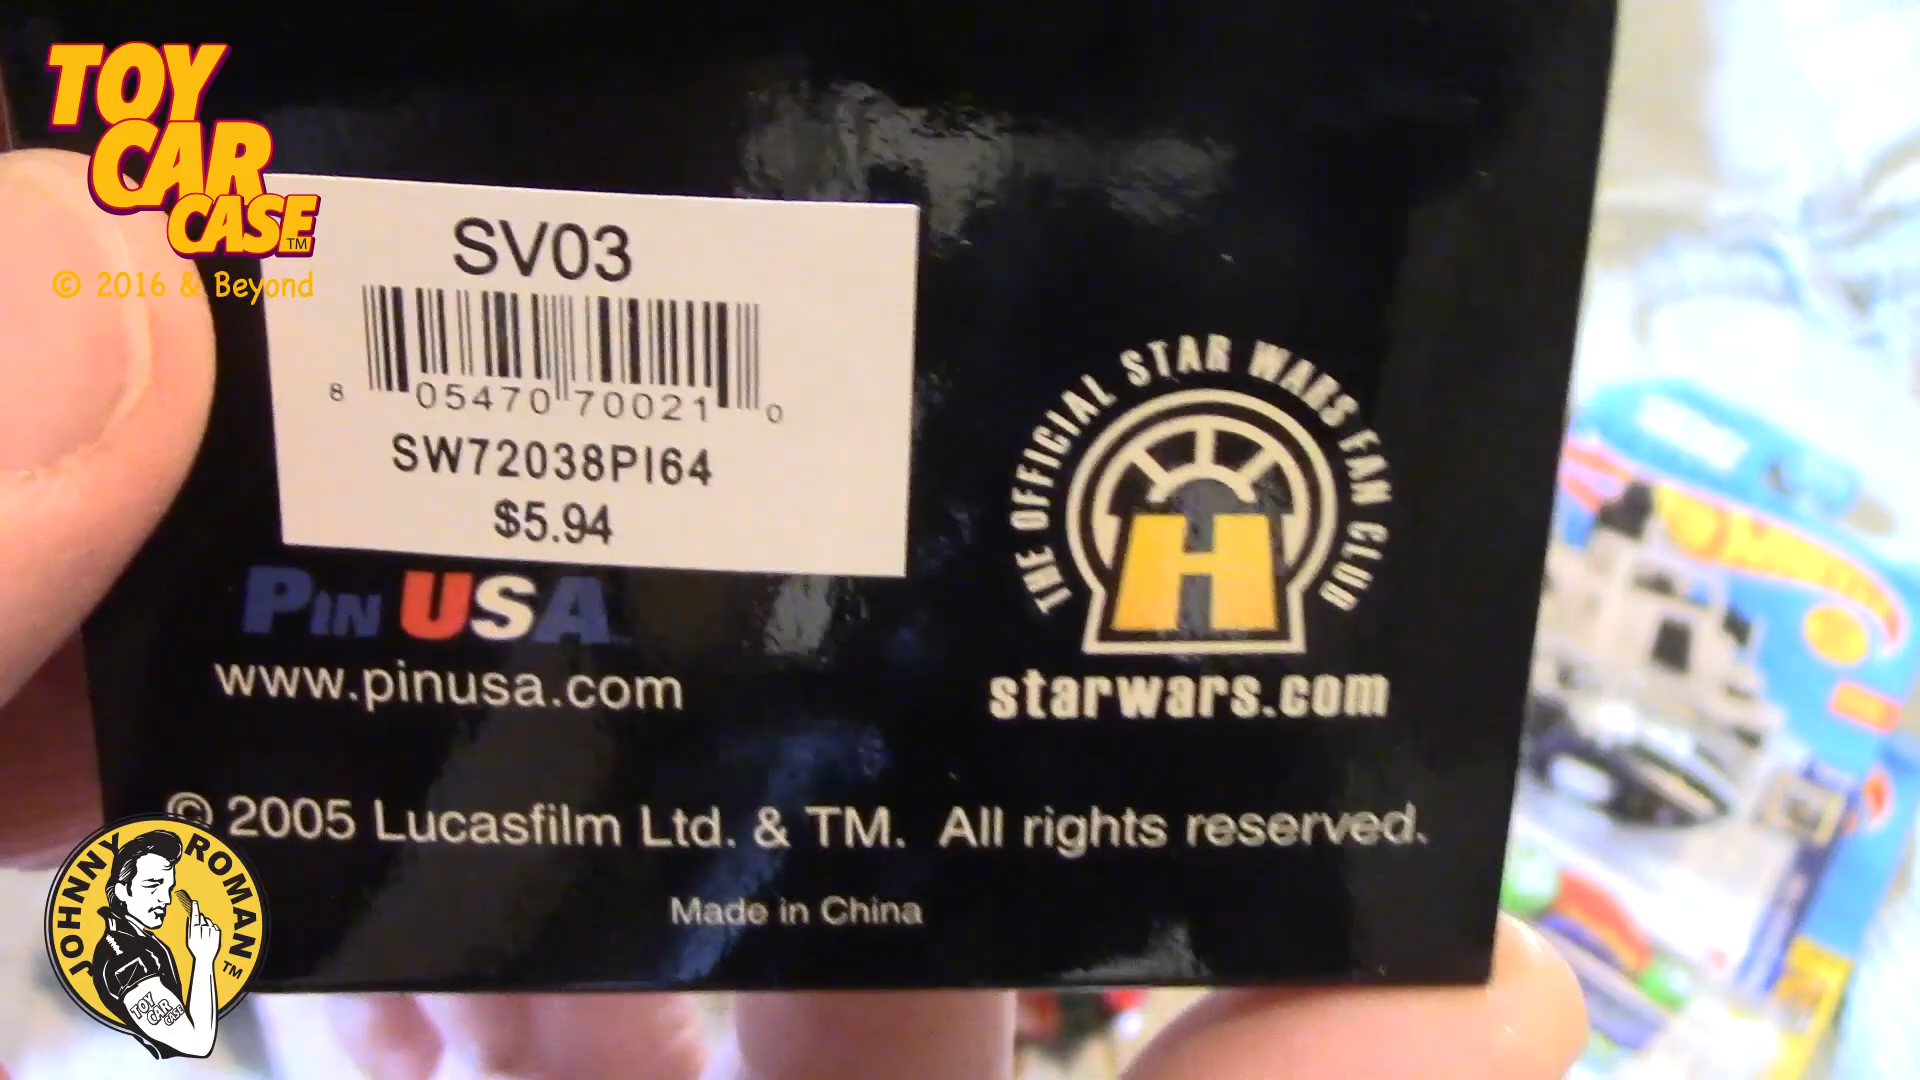 TOY
CAR
CASE
TM
© 2016 & Beyond
SV03
8 05470 70021 0
SW72038PI64
$5.94
PIN USA
www.pinusa.com
THE OFFICIAL STAR WARS FAN CLUB
H
starwars.com
© 2005 Lucasfilm Ltd. & TM. All rights reserved.
Made in China
JOHNNY ROMAN
TM
TOY
CAR
CASE